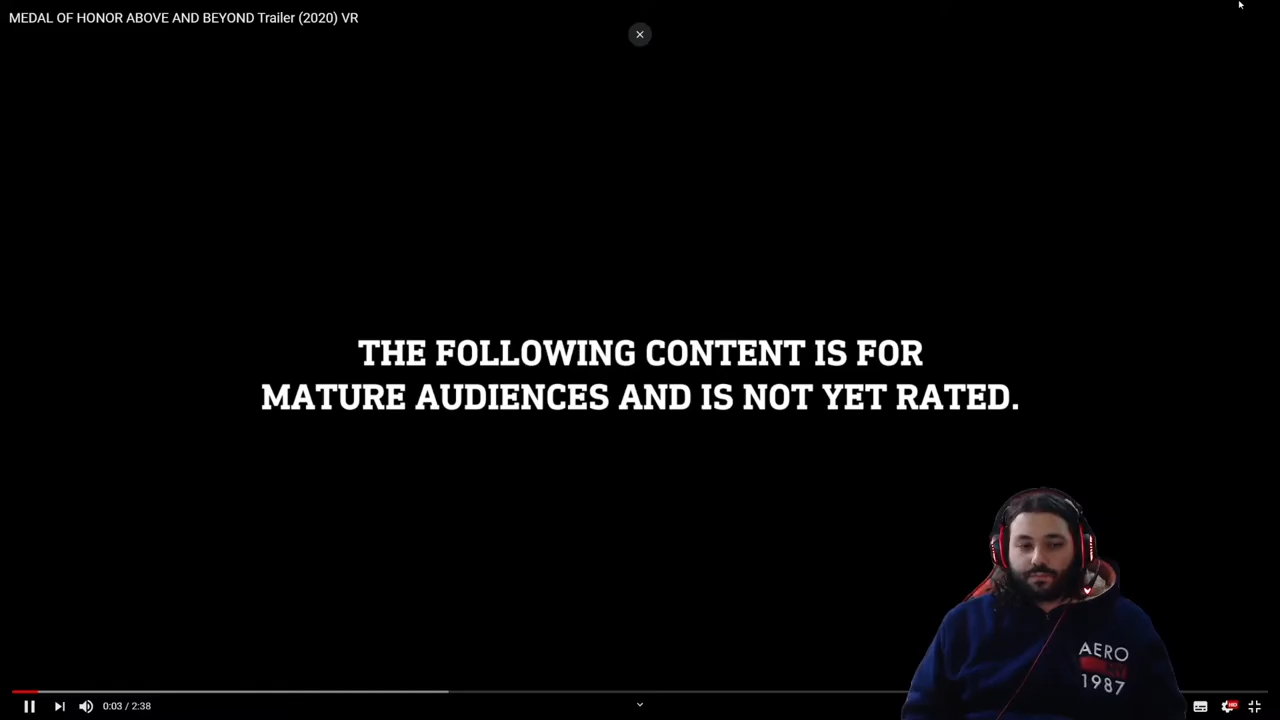 MEDAL OF HONOR ABOVE AND BEYOND Trailer (2020) VR
THE FOLLOWING CONTENT IS FOR
MATURE AUDIENCES AND IS NOT YET RATED.
AERO
1987
0:03 / 2:38
HD